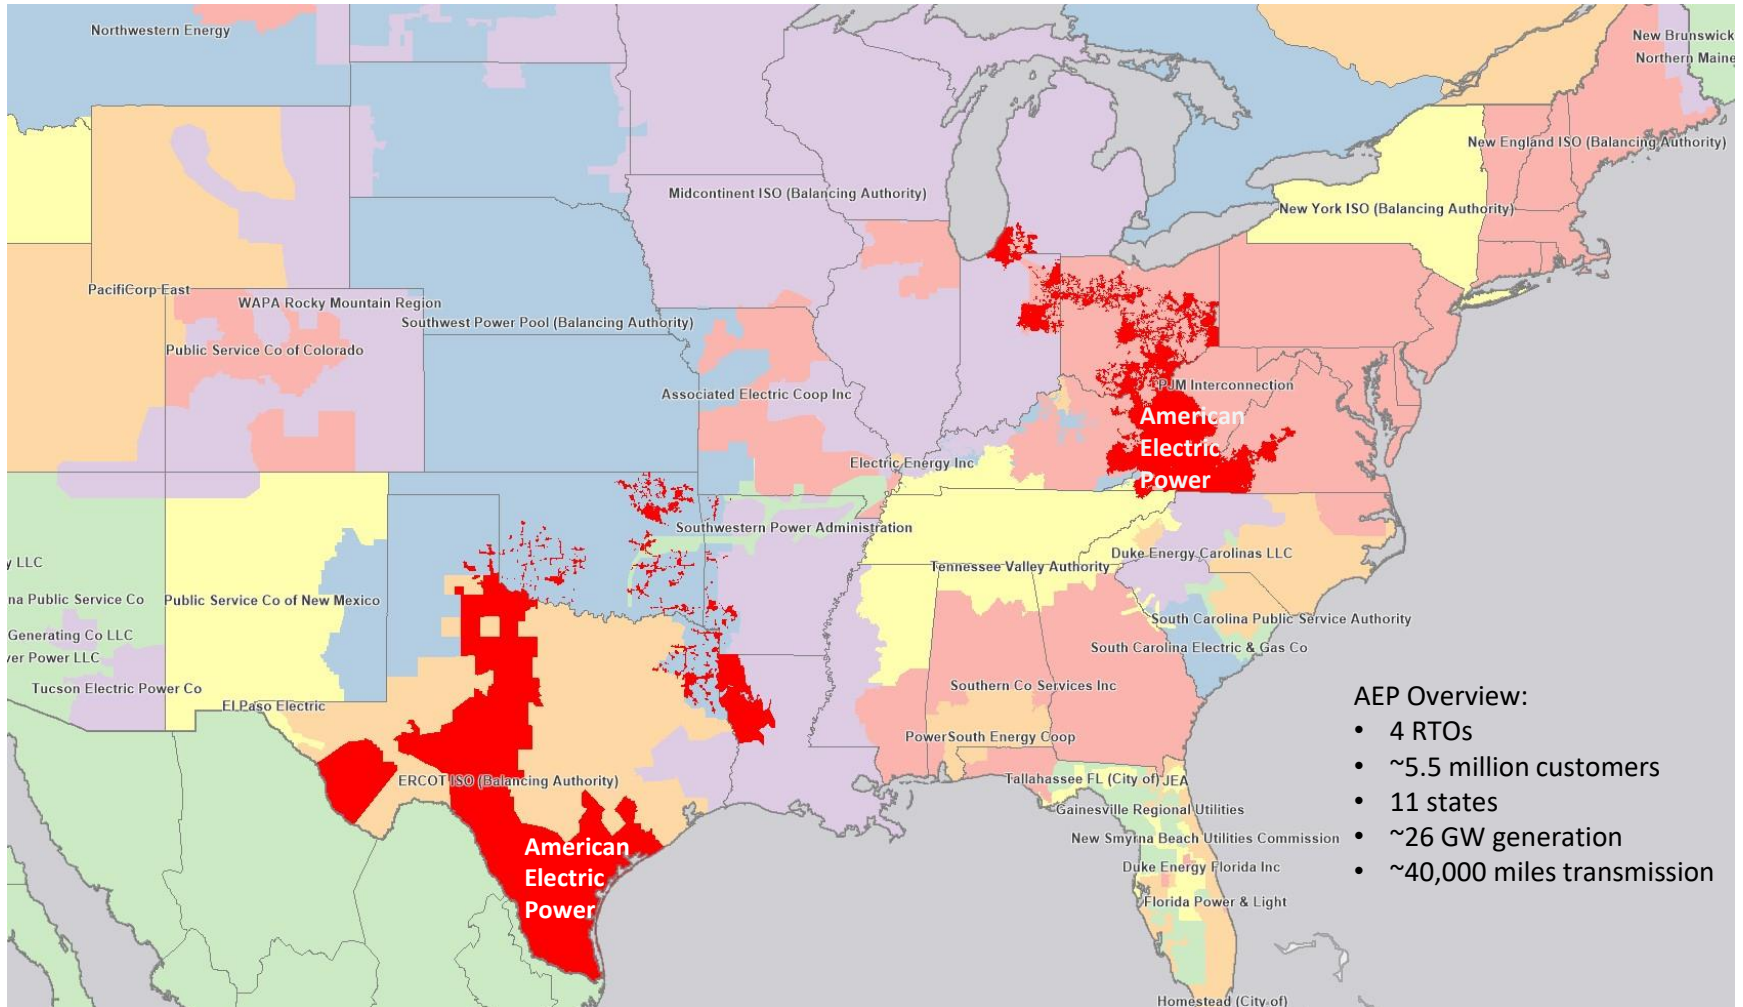 Northwestern Energy
New Brunswick
Northern Maine
New England ISO (Balancing Authority)
Midcontinent ISO (Balancing Authority)
New York ISO (Balancing Authority)
PacifiCorp East
WAPA Rocky Mountain Region
Southwest Power Pool (Balancing Authority)
Public Service Co of Colorado
Associated Electric Coop Inc
PJM Interconnection
American
Electric
Power
Electric Energy Inc
Southwestern Power Administration
Duke Energy Carolinas LLC
y LLC
Tennessee Valley Authority
na Public Service Co
Public Service Co of New Mexico
South Carolina Public Service Authority
Generating Co LLC
South Carolina Electric & Gas Co
ver Power LLC
Tucson Electric Power Co
Southern Co Services Inc
El Paso Electric
PowerSouth Energy Coop
ERCOT ISO (Balancing Authority)
Tallahassee FL (City of)
JEA
Gainesville Regional Utilities
New Smyrna Beach Utilities Commission
American
Electric
Power
Duke Energy Florida Inc
Florida Power & Light
Homestead (City of)
AEP Overview:
• 4 RTOs
• ~5.5 million customers
• 11 states
• ~26 GW generation
• ~40,000 miles transmission